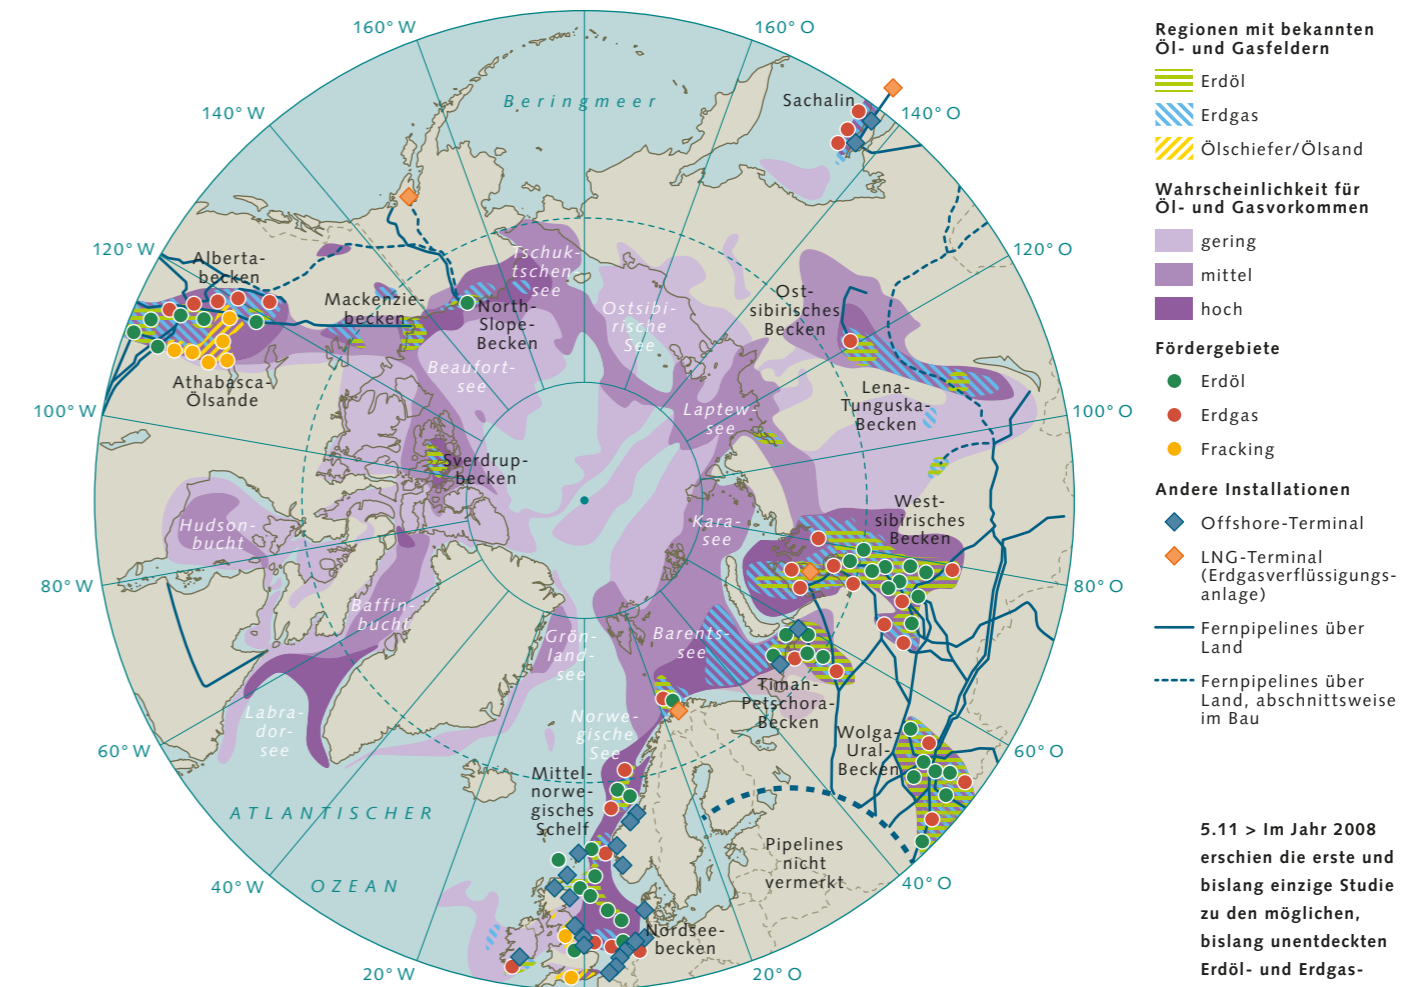 160° W
160° O
Beringmeer
Sachalin
140° W
140° O
120° W
120° O
Alberta-
becken
Mackenzie-
becken
Tschuk-
tschen-
see
North-
Slope-
Becken
Ostsibi-
rische
See
Ost-
sibirisches
Becken
Beaufort-
see
Athabasca-
Ölsande
Laptew-
see
Lena-
Tunguska-
Becken
100° W
100° O
Sverdrup-
becken
Hudson-
bucht
Kara-
see
West-
sibirisches
Becken
80° W
80° O
Baffin-
bucht
Grön-
land-
see
Barents-
see
Timan-
Petschora-
Becken
Labra-
dor-
see
Norwe-
gische
See
Wolga-
Ural-
Becken
60° W
60° O
Mittel-
norwe-
gisches
Schelf
ATLANTISCHER
OZEAN
Pipelines
nicht
vermerkt
40° W
40° O
Nordsee-
becken
20° W
20° O
Regionen mit bekannten
Öl- und Gasfeldern
Erdöl
Erdgas
Ölschiefer/Ölsand
Wahrscheinlichkeit für
Öl- und Gasvorkommen
gering
mittel
hoch
Fördergebiete
Erdöl
Erdgas
Fracking
Andere Installationen
Offshore-Terminal
LNG-Terminal
(Erdgasverflüssigungs-
anlage)
Fernpipelines über
Land
Fernpipelines über
Land, abschnittsweise
im Bau
5.11 > Im Jahr 2008
erschien die erste und
bislang einzige Studie
zu den möglichen,
bislang unentdeckten
Erdöl- und Erdgas-